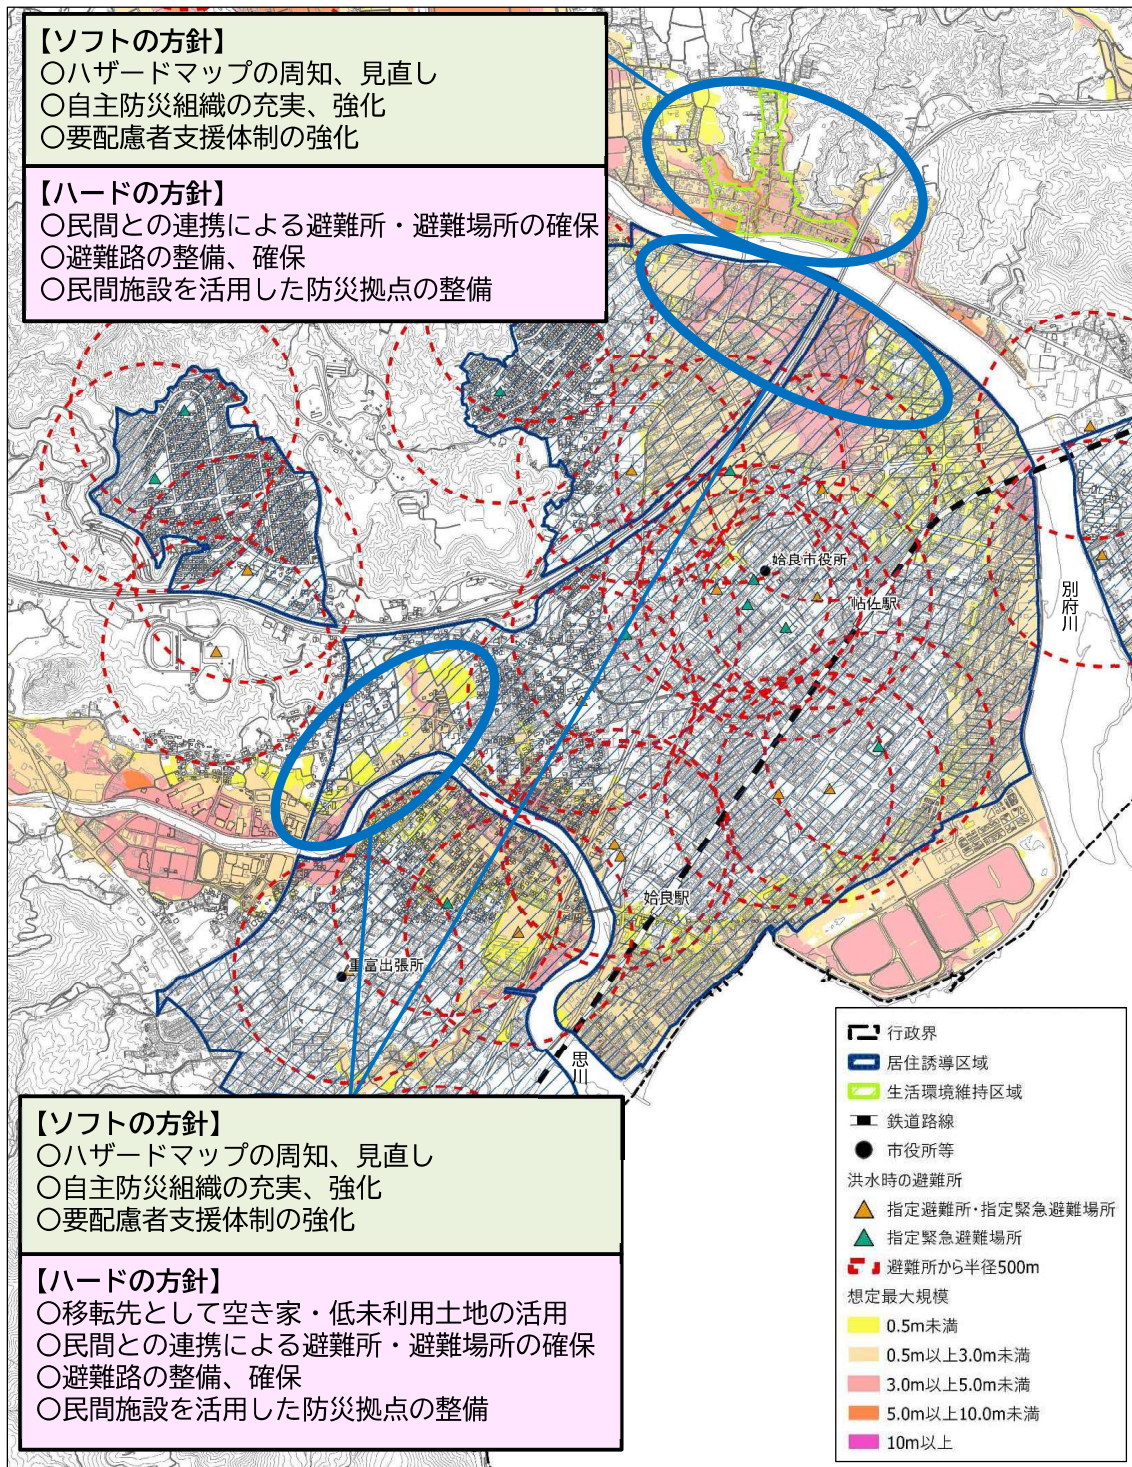 【ソフトの方針】
○ハザードマップの周知、見直し
○自主防災組織の充実、強化
○要配慮者支援体制の強化
【ハードの方針】
○民間との連携による避難所・避難場所の確保
○避難路の整備、確保
○民間施設を活用した防災拠点の整備
姶良市役所
帖佐駅
別府川
姶良駅
重富出張所
思川
【ソフトの方針】
○ハザードマップの周知、見直し
○自主防災組織の充実、強化
○要配慮者支援体制の強化
【ハードの方針】
○移転先として空き家・低未利用土地の活用
○民間との連携による避難所・避難場所の確保
○避難路の整備、確保
○民間施設を活用した防災拠点の整備
行政界
居住誘導区域
生活環境維持区域
鉄道路線
市役所等
洪水時の避難所
指定避難所・指定緊急避難場所
指定緊急避難場所
避難所から半径500m
想定最大規模
0.5m未満
0.5m以上3.0m未満
3.0m以上5.0m未満
5.0m以上10.0m未満
10m以上